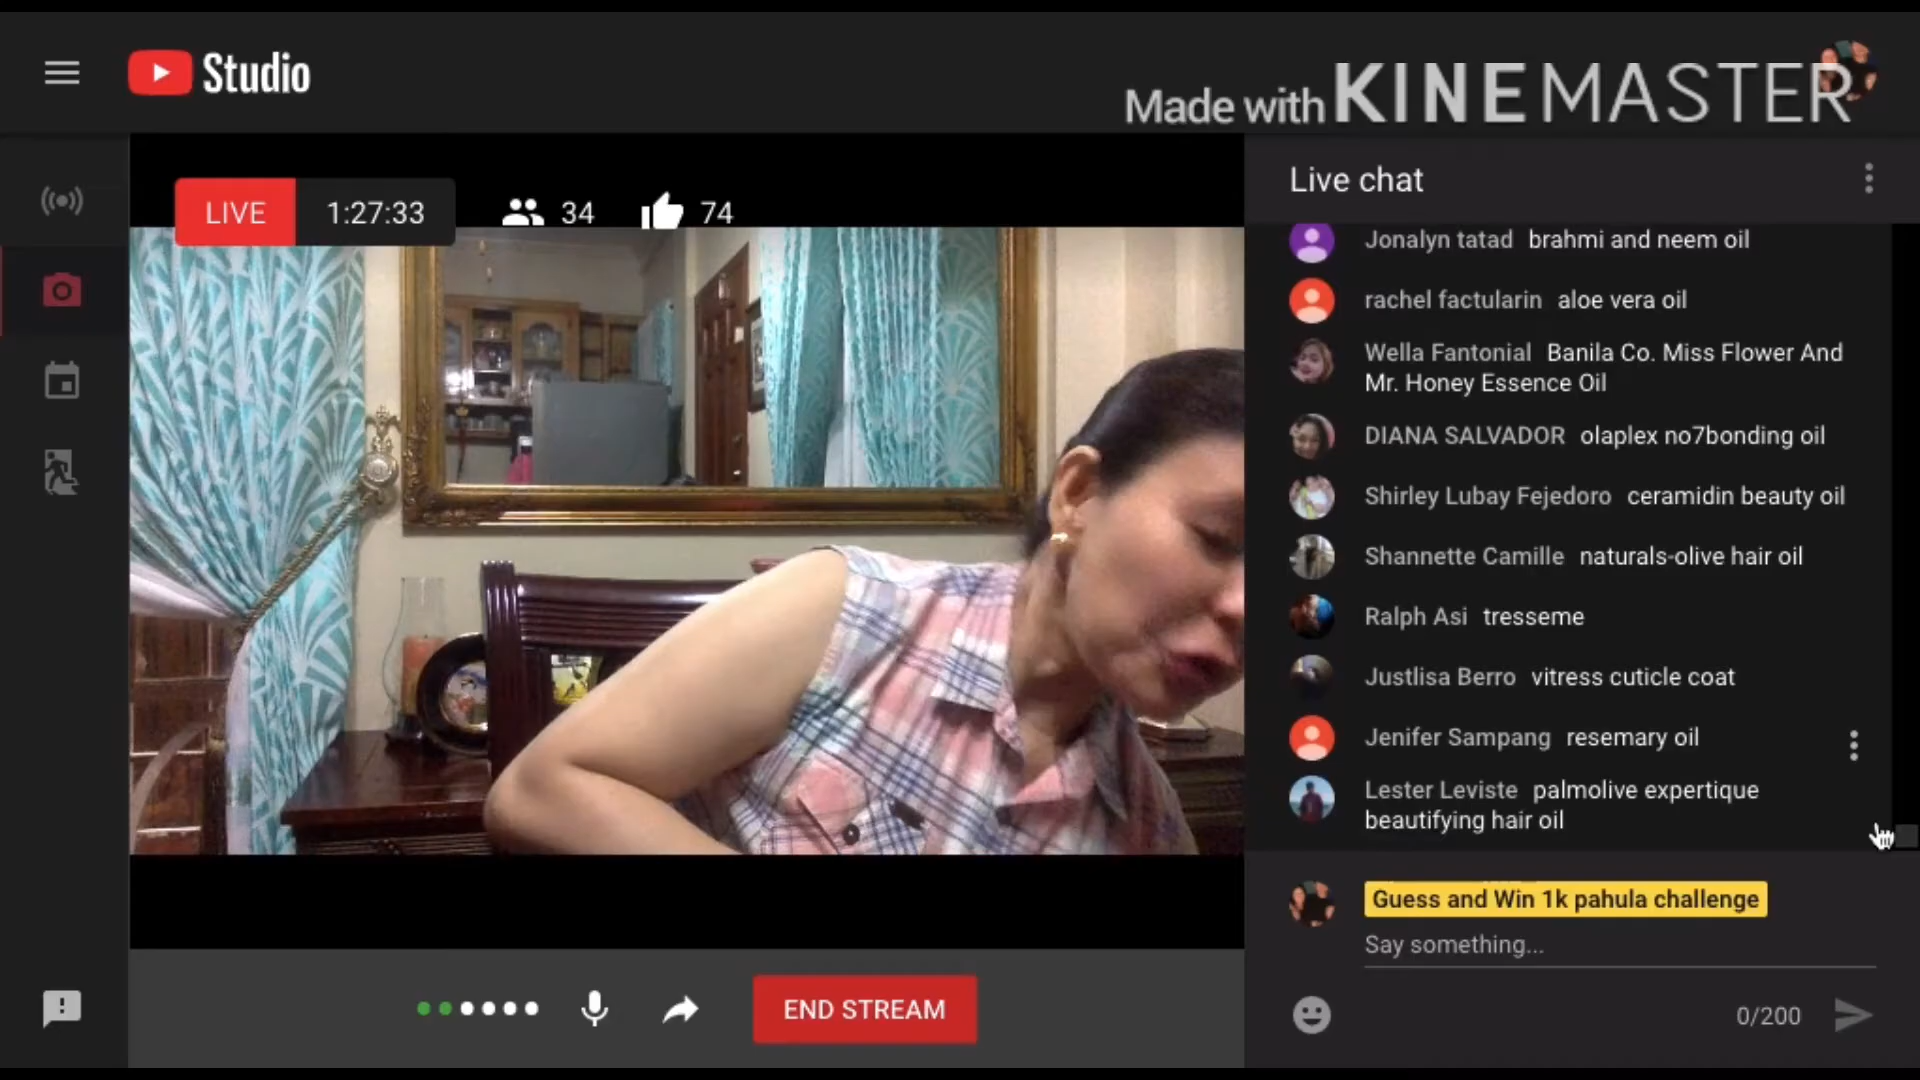 Studio
Made with KINEMASTER
LIVE 1:27:33 34 74
Live chat
Jonalyn tatad brahmi and neem oil
rachel factularin aloe vera oil
Wella Fantonial Banila Co. Miss Flower And
Mr. Honey Essence Oil
DIANA SALVADOR olaplex no7bonding oil
Shirley Lubay Fejedoro ceramidin beauty oil
Shannette Camille naturals-olive hair oil
Ralph Asi tresseme
Justlisa Berro vitress cuticle coat
Jenifer Sampang resemary oil
Lester Leviste palmolive expertique
beautifying hair oil
Guess and Win 1k pahula challenge
Say something...
END STREAM
0/200